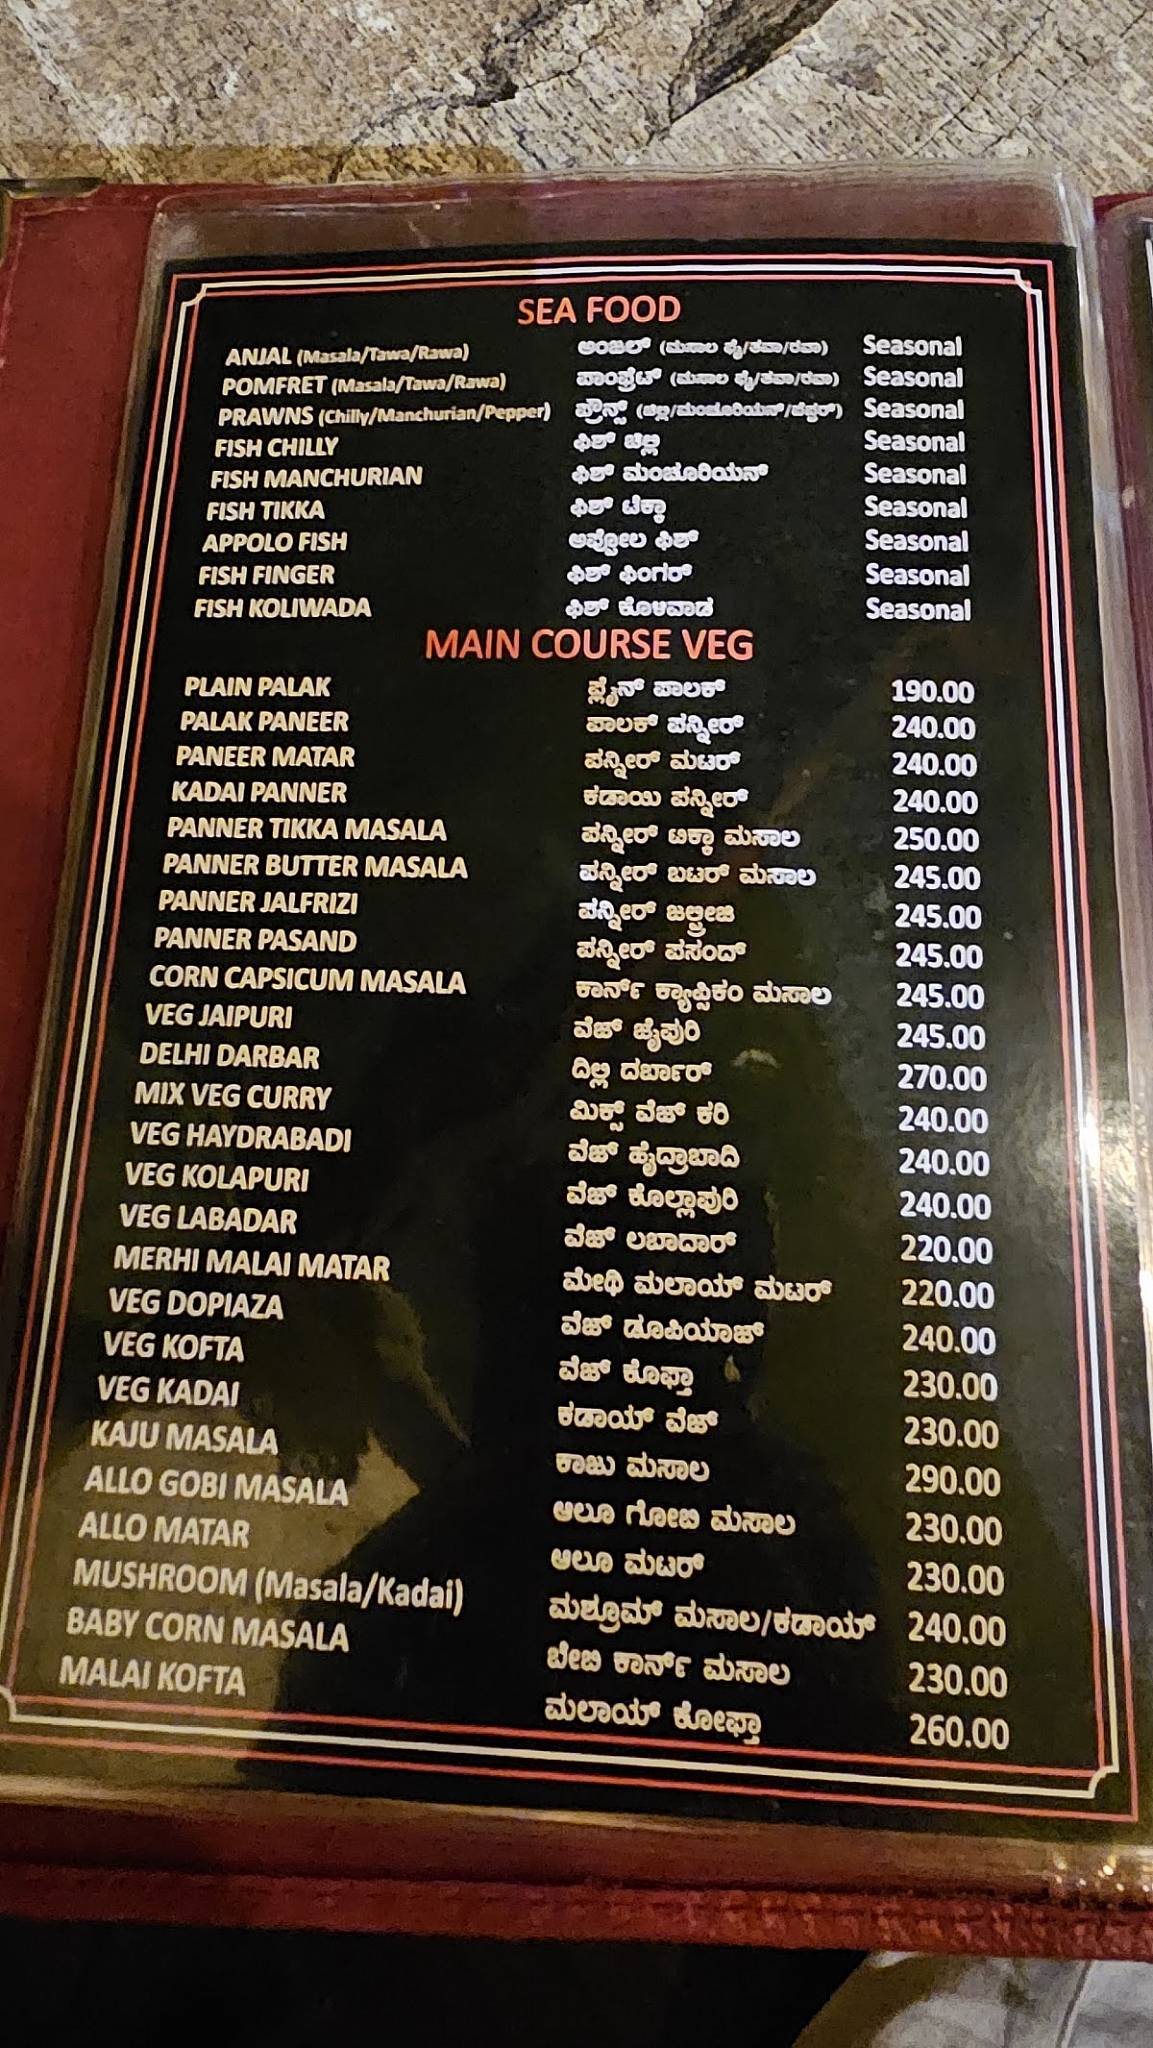 SEA FOOD
ANJAL (Masala/Tawa/Rawa) ಅಂಜಲ್ (ಮಸಾಲ ಫ್ರೈ/ತವಾ/ರವಾ) Seasonal
POMFRET (Masala/Tawa/Rawa) ಪಾಂಫ್ರೆಟ್ (ಮಸಾಲ ಫ್ರೈ/ತವಾ/ರವಾ) Seasonal
PRAWNS (Chilly/Manchurian/Pepper) ಪ್ರೌನ್ಸ್ (ಚಿಲ್ಲಿ/ಮಂಚೂರಿಯನ್/ಪೆಪ್ಪರ್) Seasonal
FISH CHILLY ಫಿಶ್ ಚಿಲ್ಲಿ Seasonal
FISH MANCHURIAN ಫಿಶ್ ಮಂಚೂರಿಯನ್ Seasonal
FISH TIKKA ಫಿಶ್ ಟಿಕ್ಕಾ Seasonal
APPOLO FISH ಅಪ್ಪೋಲ ಫಿಶ್ Seasonal
FISH FINGER ಫಿಶ್ ಫಿಂಗರ್ Seasonal
FISH KOLIWADA ಫಿಶ್ ಕೊಳಿವಾಡ Seasonal
MAIN COURSE VEG
PLAIN PALAK ಪ್ಲೈನ್ ಪಾಲಕ್ 190.00
PALAK PANEER ಪಾಲಕ್ ಪನ್ನೀರ್ 240.00
PANEER MATAR ಪನ್ನೀರ್ ಮಟರ್ 240.00
KADAI PANNER ಕಡಾಯಿ ಪನ್ನೀರ್ 240.00
PANNER TIKKA MASALA ಪನ್ನೀರ್ ಟಿಕ್ಕಾ ಮಸಾಲ 250.00
PANNER BUTTER MASALA ಪನ್ನೀರ್ ಬಟರ್ ಮಸಾಲ 245.00
PANNER JALFRIZI ಪನ್ನೀರ್ ಜಲ್ಫ್ರೀಜಿ 245.00
PANNER PASAND ಪನ್ನೀರ್ ಪಸಂದ್ 245.00
CORN CAPSICUM MASALA ಕಾರ್ನ್ ಕ್ಯಾಪ್ಸಿಕಂ ಮಸಾಲ 245.00
VEG JAIPURI ವೆಜ್ ಜೈಪುರಿ 245.00
DELHI DARBAR ದಿಲ್ಲಿ ದರ್ಬಾರ್ 270.00
MIX VEG CURRY ಮಿಕ್ಸ್ ವೆಜ್ ಕರಿ 240.00
VEG HAYDRABADI ವೆಜ್ ಹೈದ್ರಾಬಾದಿ 240.00
VEG KOLAPURI ವೆಜ್ ಕೊಲ್ಲಾಪುರಿ 240.00
VEG LABADAR ವೆಜ್ ಲಬಾದಾರ್ 220.00
MERHI MALAI MATAR ಮೇಥಿ ಮಲಾಯ್ ಮಟರ್ 220.00
VEG DOPIAZA ವೆಜ್ ಡೂಪಿಯಾಜ್ 240.00
VEG KOFTA ವೆಜ್ ಕೊಫ್ತಾ 230.00
VEG KADAI ಕಡಾಯ್ ವೆಜ್ 230.00
KAJU MASALA ಕಾಜು ಮಸಾಲ 290.00
ALLO GOBI MASALA ಆಲೂ ಗೋಬಿ ಮಸಾಲ 230.00
ALLO MATAR ಆಲೂ ಮಟರ್ 230.00
MUSHROOM (Masala/Kadai) ಮಶ್ರೂಮ್ ಮಸಾಲ/ಕಡಾಯ್ 240.00
BABY CORN MASALA ಬೇಬಿ ಕಾರ್ನ್ ಮಸಾಲ 230.00
MALAI KOFTA ಮಲಾಯ್ ಕೋಫ್ತಾ 260.00